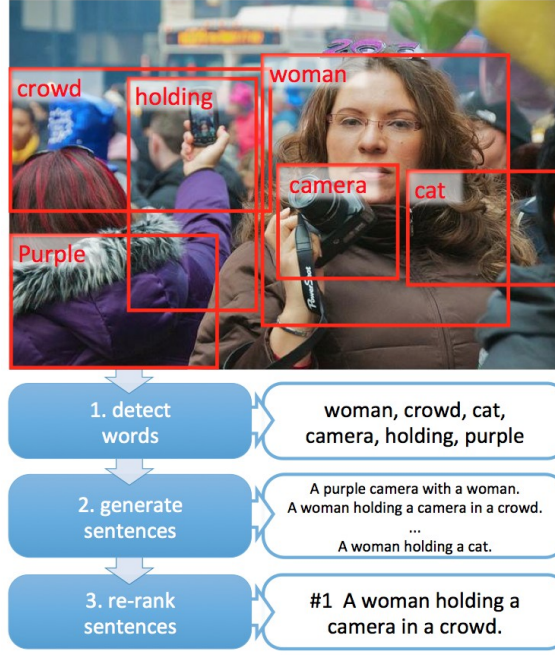 crowd
holding
woman
camera
cat
Purple
PowerShot
1. detect
words
woman, crowd, cat,
camera, holding, purple
2. generate
sentences
A purple camera with a woman.
A woman holding a camera in a crowd.
...
A woman holding a cat.
3. re-rank
sentences
#1 A woman holding a
camera in a crowd.